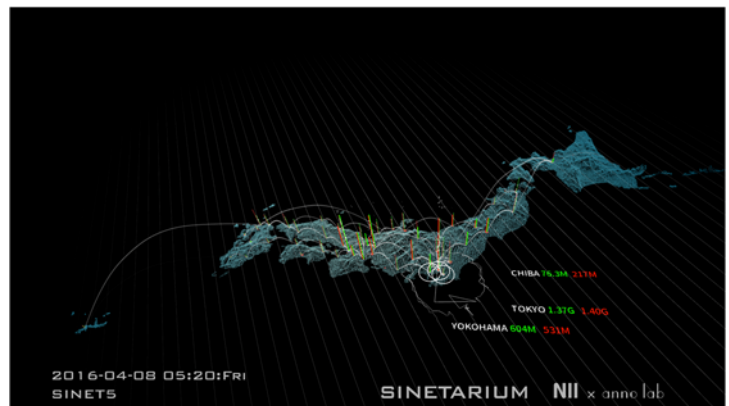 CHIBA 76.3M 217M
TOKYO 1.37G 1.40G
YOKOHAMA 604M 531M
2016-04-08 05:20:FRI
SINET5
SINETARIUM NII x anno lab